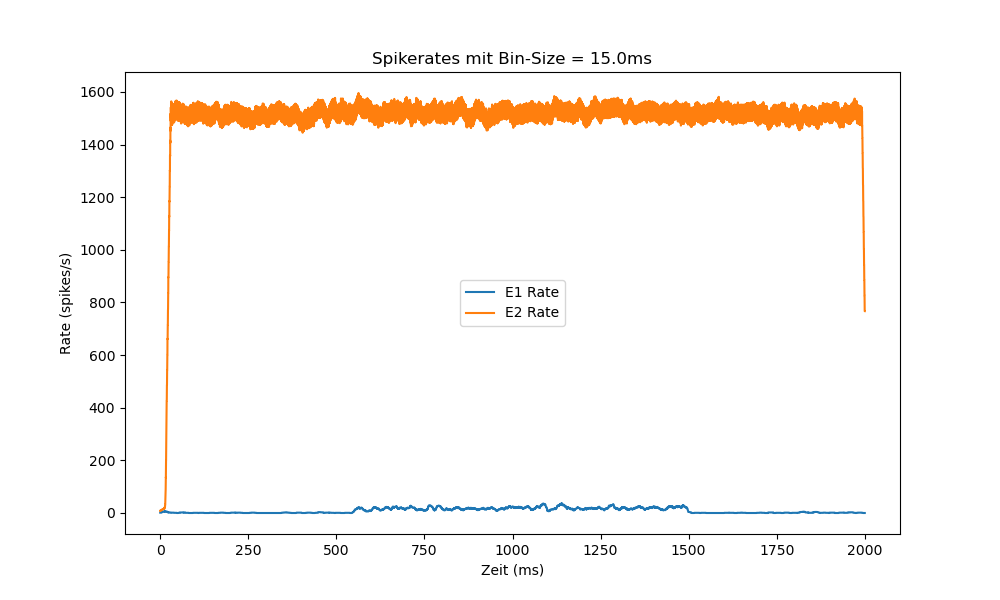 Spikerates mit Bin-Size = 15.0ms
1600
1400
1200
1000
800
600
400
200
0
Rate (spikes/s)
E1 Rate
E2 Rate
0 250 500 750 1000 1250 1500 1750 2000
Zeit (ms)